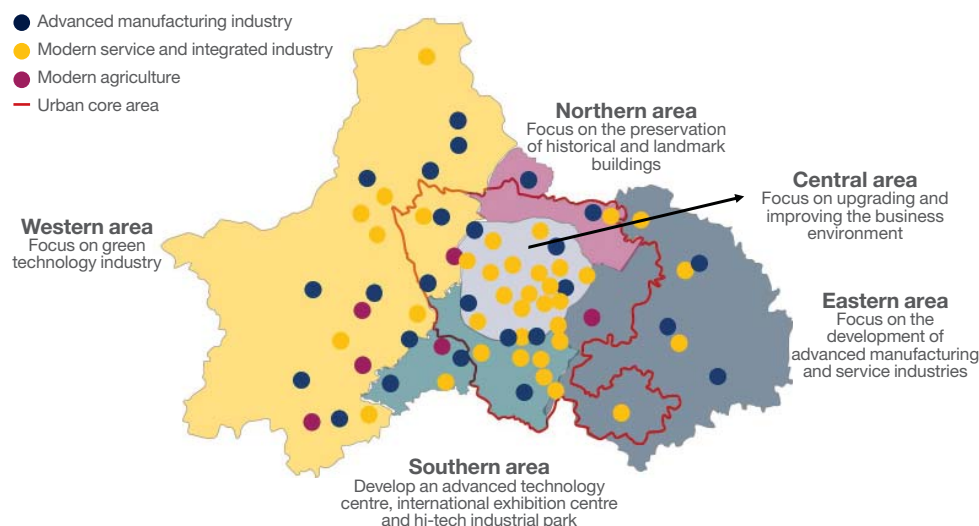 Advanced manufacturing industry
Modern service and integrated industry
Modern agriculture
Urban core area
Northern area
Focus on the preservation
of historical and landmark
buildings
Central area
Focus on upgrading and
improving the business
environment
Western area
Focus on green
technology industry
Eastern area
Focus on the
development of
advanced manufacturing
and service industries
Southern area
Develop an advanced technology
centre, international exhibition centre
and hi-tech industrial park